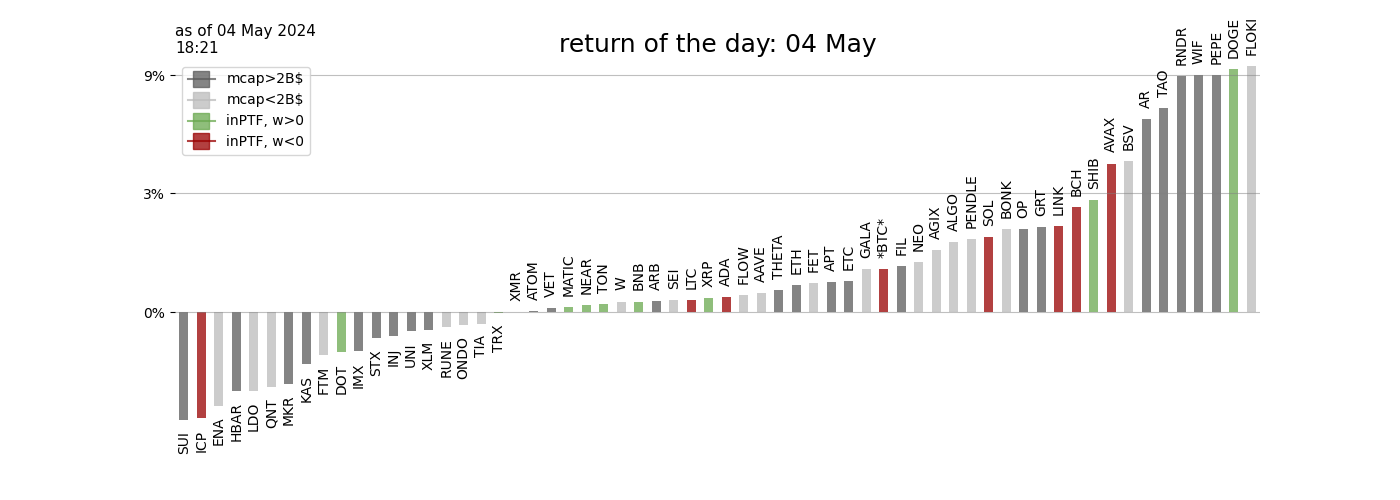 as of 04 May 2024
18:21
return of the day: 04 May
mcap>2B$
mcap<2B$
inPTF, w>0
inPTF, w<0
9%
3%
0%
SUI
ICP
ENA
HBAR
LDO
QNT
MKR
KAS
FTM
DOT
IMX
STX
INJ
UNI
XLM
RUNE
ONDO
TIA
TRX
XMR
ATOM
VET
MATIC
NEAR
TON
W
BNB
ARB
SEI
LTC
XRP
ADA
FLOW
AAVE
THETA
ETH
FET
APT
ETC
GALA
*BTC*
FIL
NEO
AGIX
ALGO
PENDLE
SOL
BONK
OP
GRT
LINK
BCH
SHIB
AVAX
BSV
AR
TAO
RNDR
WIF
PEPE
DOGE
FLOKI